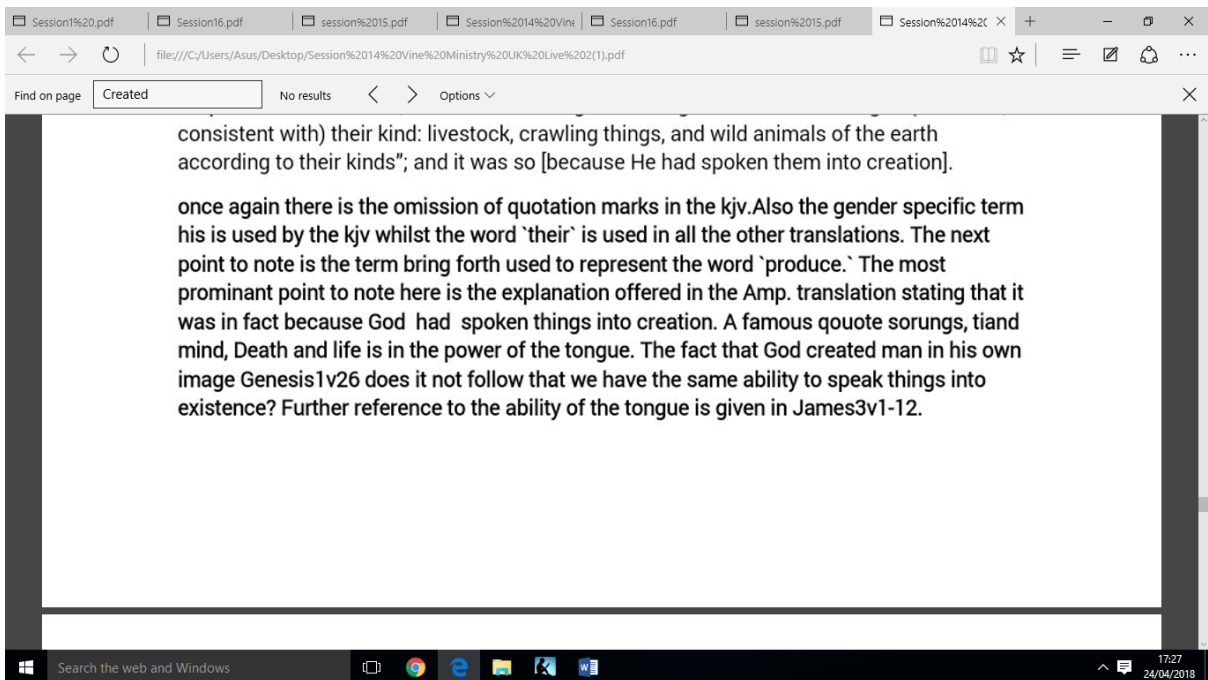 Session1%20.pdf
Session16.pdf
session%2015.pdf
Session%2014%20Vine
Session16.pdf
session%2015.pdf
Session%2014%2
file:///C:/Users/Asus/Desktop/Session%2014%20Vine%20Ministry%20UK%20Live%202(1).pdf
Find on page Created No results Options
consistent with) their kind: livestock, crawling things, and wild animals of the earth
according to their kinds”; and it was so [because He had spoken them into creation].
once again there is the omission of quotation marks in the kjv.Also the gender specific term
his is used by the kjv whilst the word `their` is used in all the other translations. The next
point to note is the term bring forth used to represent the word `produce.` The most
prominant point to note here is the explanation offered in the Amp. translation stating that it
was in fact because God had spoken things into creation. A famous qouote sorungs, tiand
mind, Death and life is in the power of the tongue. The fact that God created man in his own
image Genesis1v26 does it not follow that we have the same ability to speak things into
existence? Further reference to the ability of the tongue is given in James3v1-12.
Search the web and Windows
17:27
24/04/2018